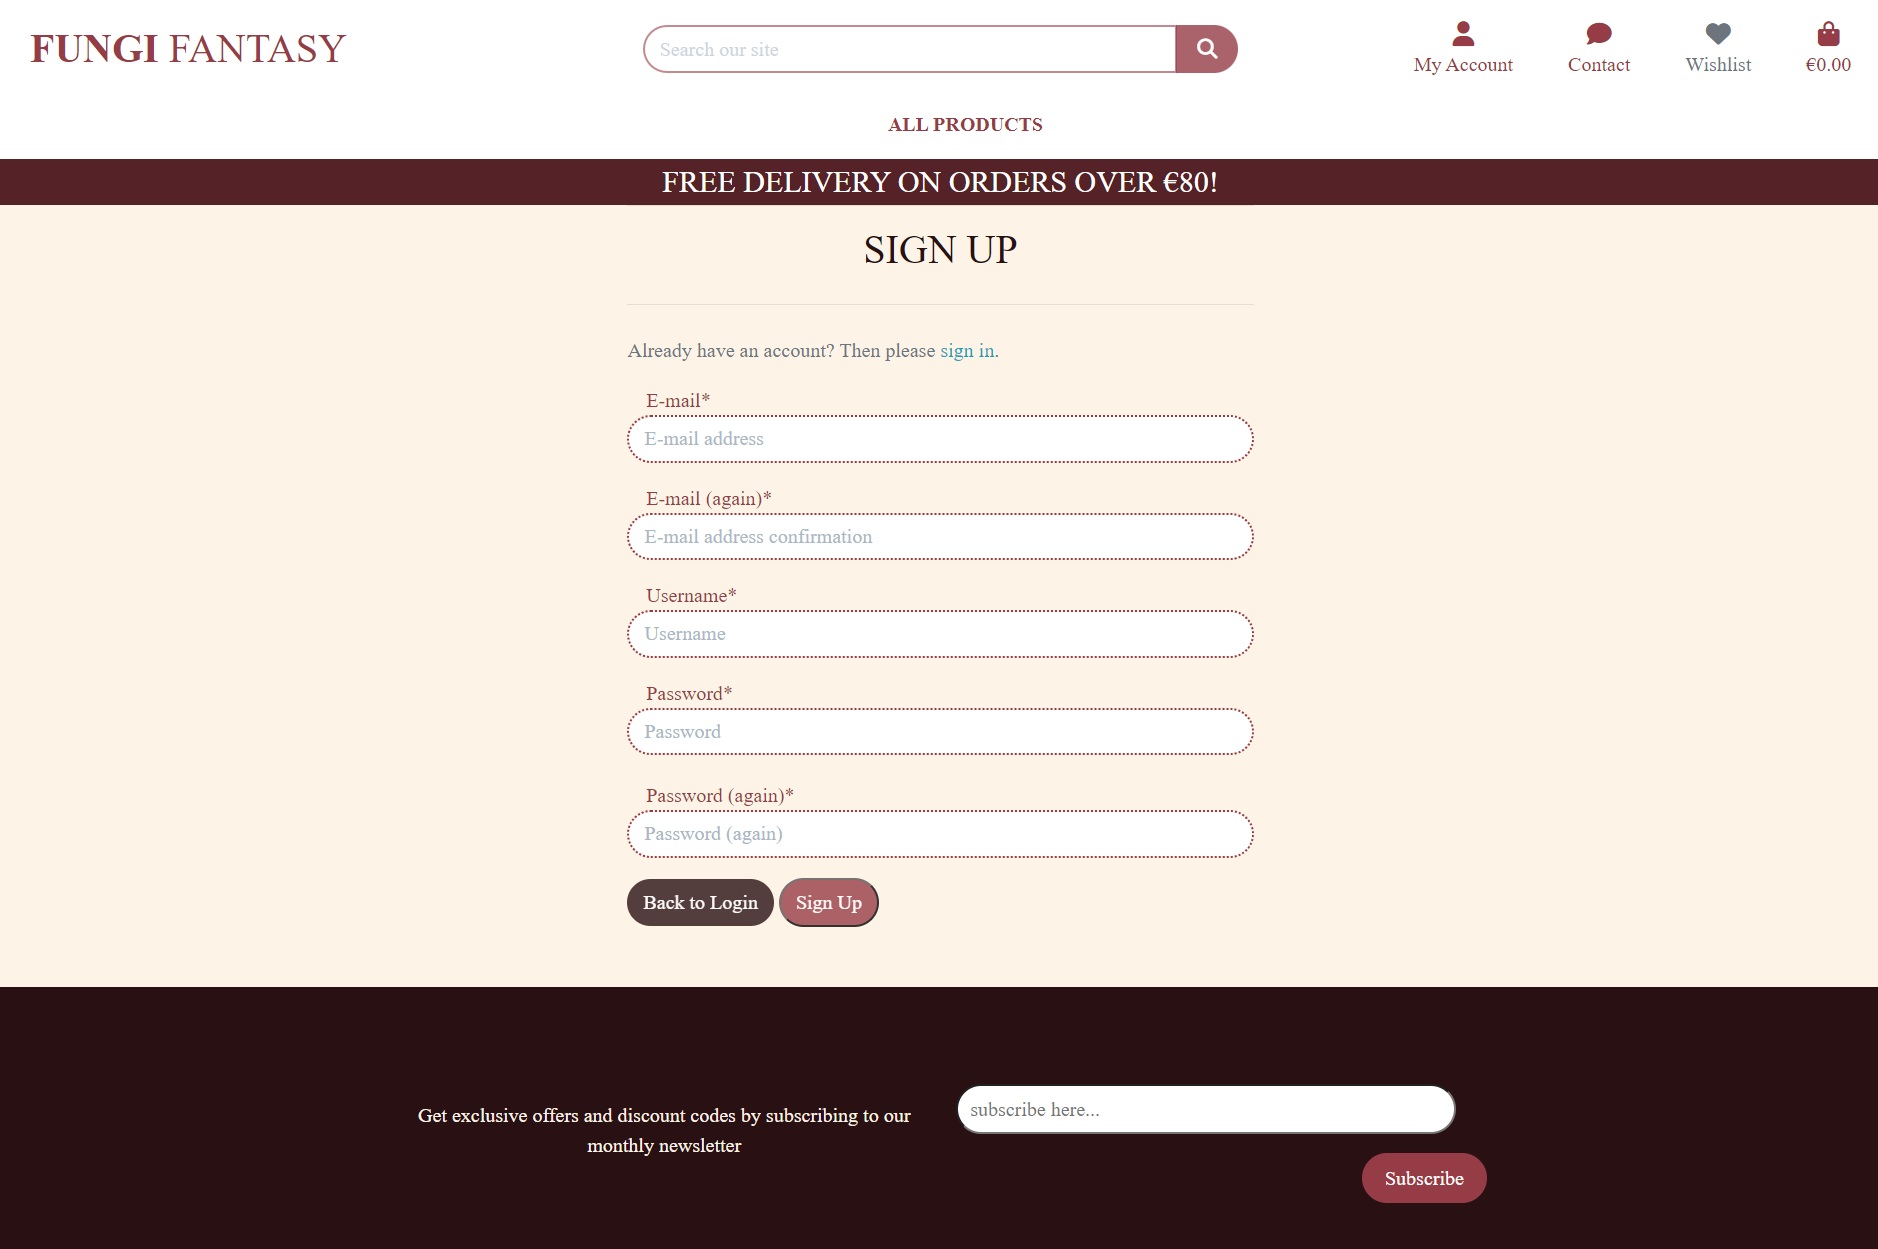 FUNGI FANTASY
Search our site
My Account
Contact
Wishlist
€0.00
ALL PRODUCTS
FREE DELIVERY ON ORDERS OVER €80!
SIGN UP
Already have an account? Then please sign in.
E-mail*
E-mail address
E-mail (again)*
E-mail address confirmation
Username*
Username
Password*
Password
Password (again)*
Password (again)
Back to Login
Sign Up
Get exclusive offers and discount codes by subscribing to our
monthly newsletter
subscribe here...
Subscribe